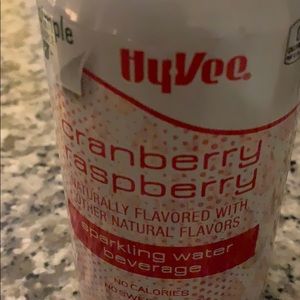 HyVee
cranberry
raspberry
NATURALLY FLAVORED WITH
OTHER NATURAL FLAVORS
sparkling water
beverage
NO CALORIES